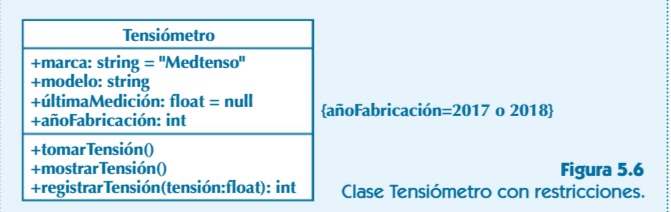 Tensiómetro
+marca: string = "Medtenso"
+modelo: string
+últimaMedición: float = null
+añoFabricación: int
{añoFabricación=2017 o 2018}
+tomarTensión()
+mostrarTensión()
+registrarTensión(tensión:float): int
Figura 5.6
Clase Tensiómetro con restricciones.